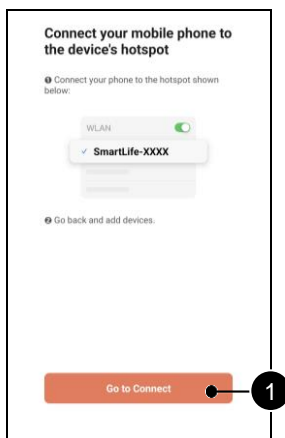 Connect your mobile phone to
the device's hotspot
❶ Connect your phone to the hotspot shown
below:
WLAN
✓ SmartLife-XXXX
❷ Go back and add devices.
Go to Connect
1